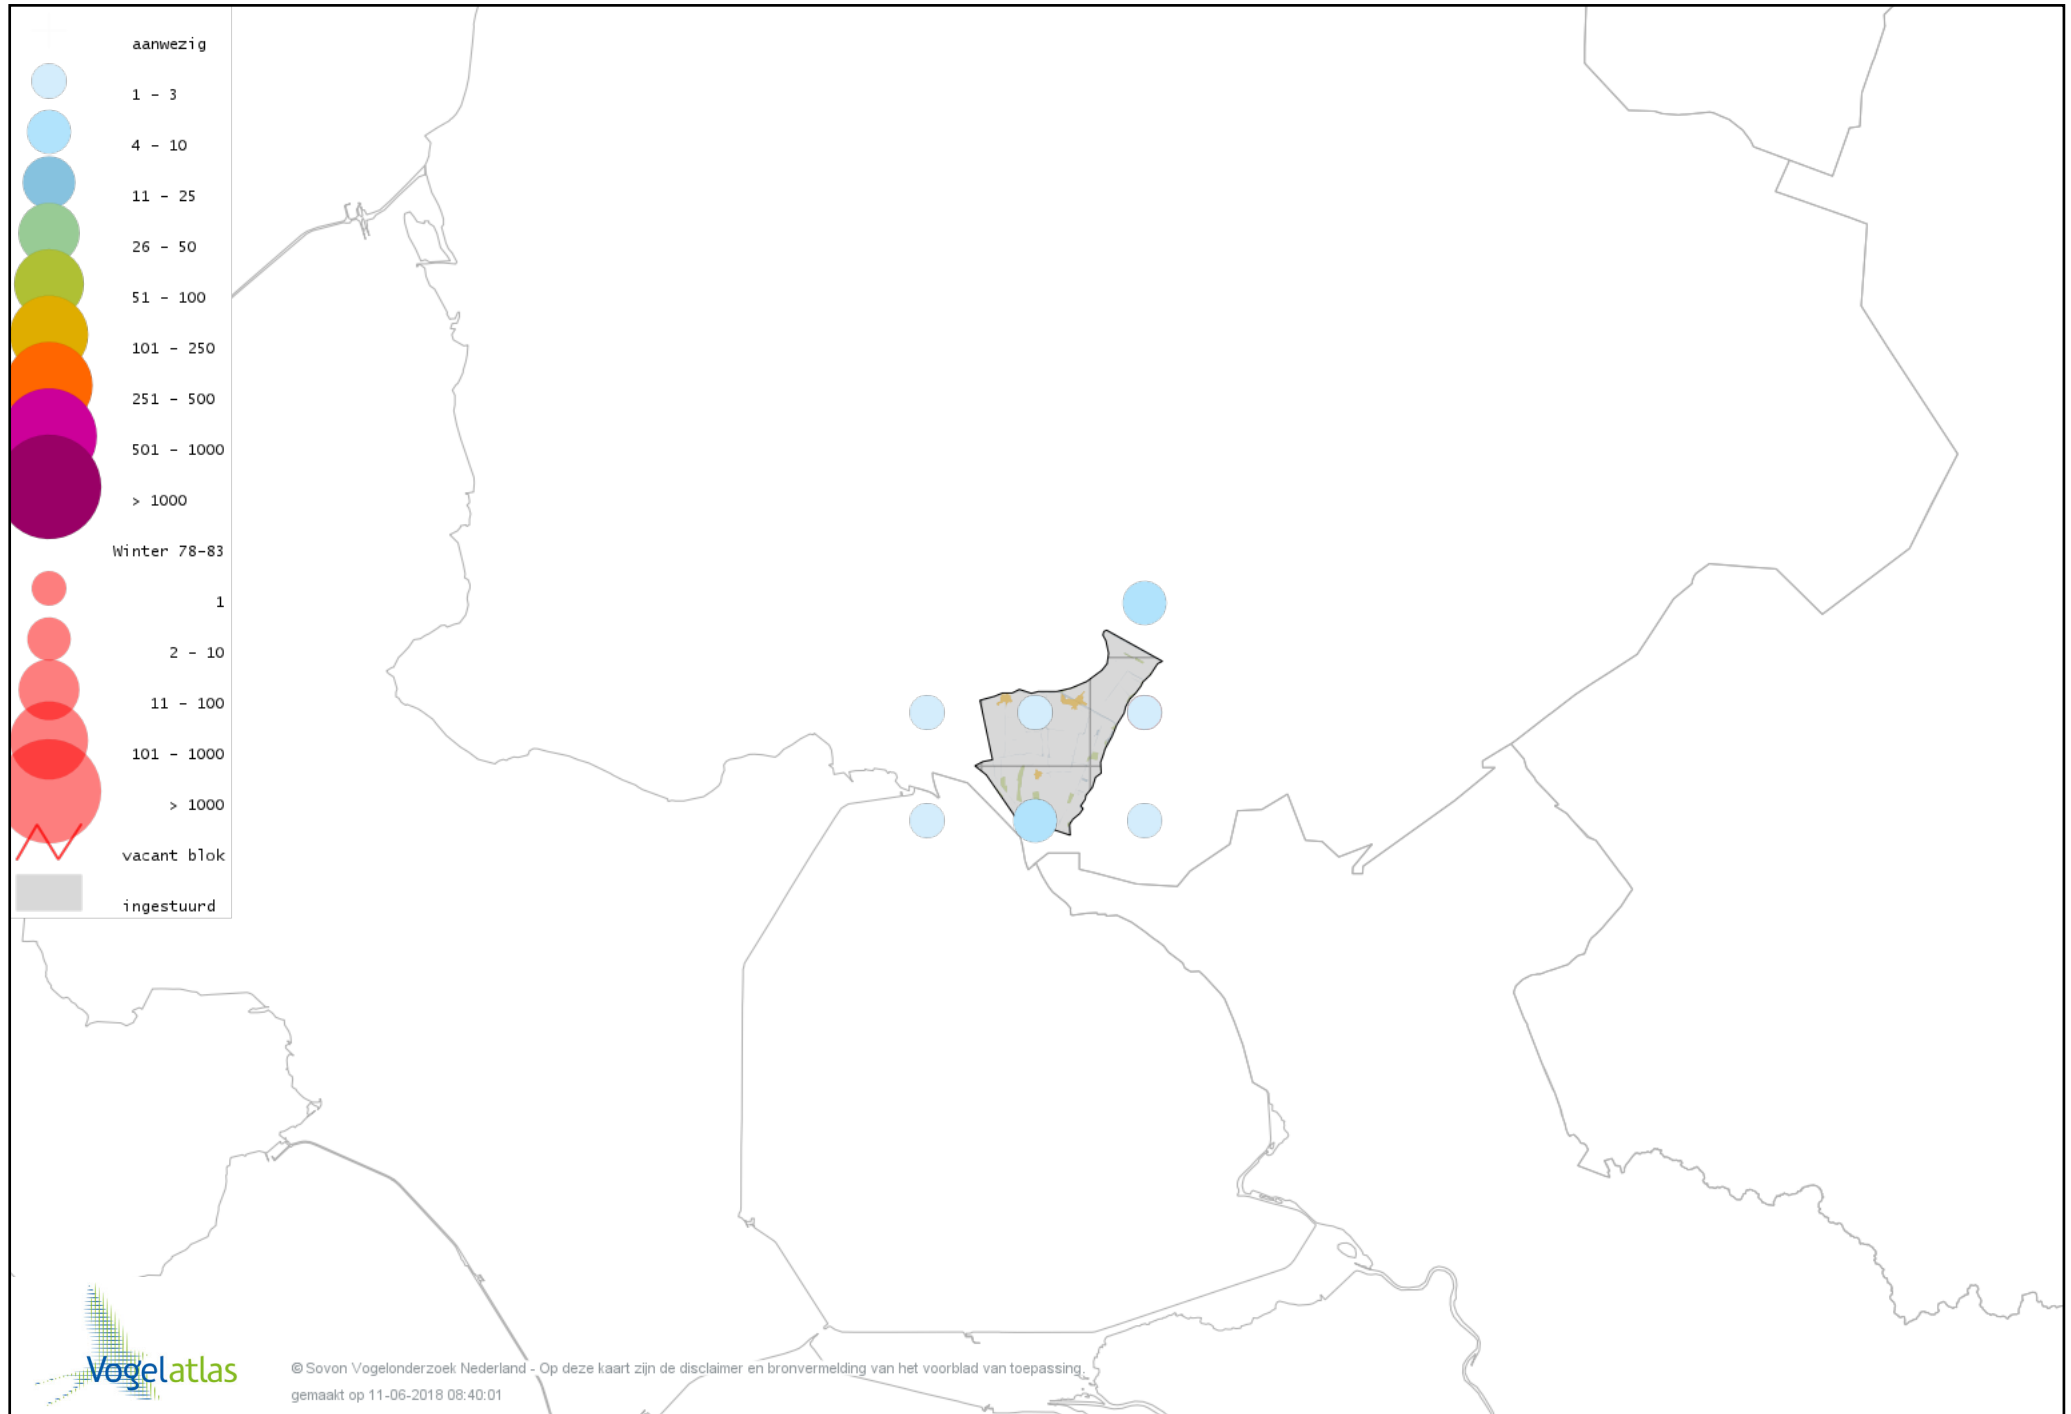 aanwezig
1 - 3
4 - 10
11 - 25
26 - 50
51 - 100
101 - 250
251 - 500
501 - 1000
> 1000
Winter 78-83
1
2 - 10
11 - 100
101 - 1000
> 1000
vacant blok
ingestuurd
Vogelatlas
© Sovon Vogelonderzoek Nederland - Op deze kaart zijn de disclaimer en bronvermelding van het voorblad van toepassing.
gemaakt op 11-06-2018 08:40:01